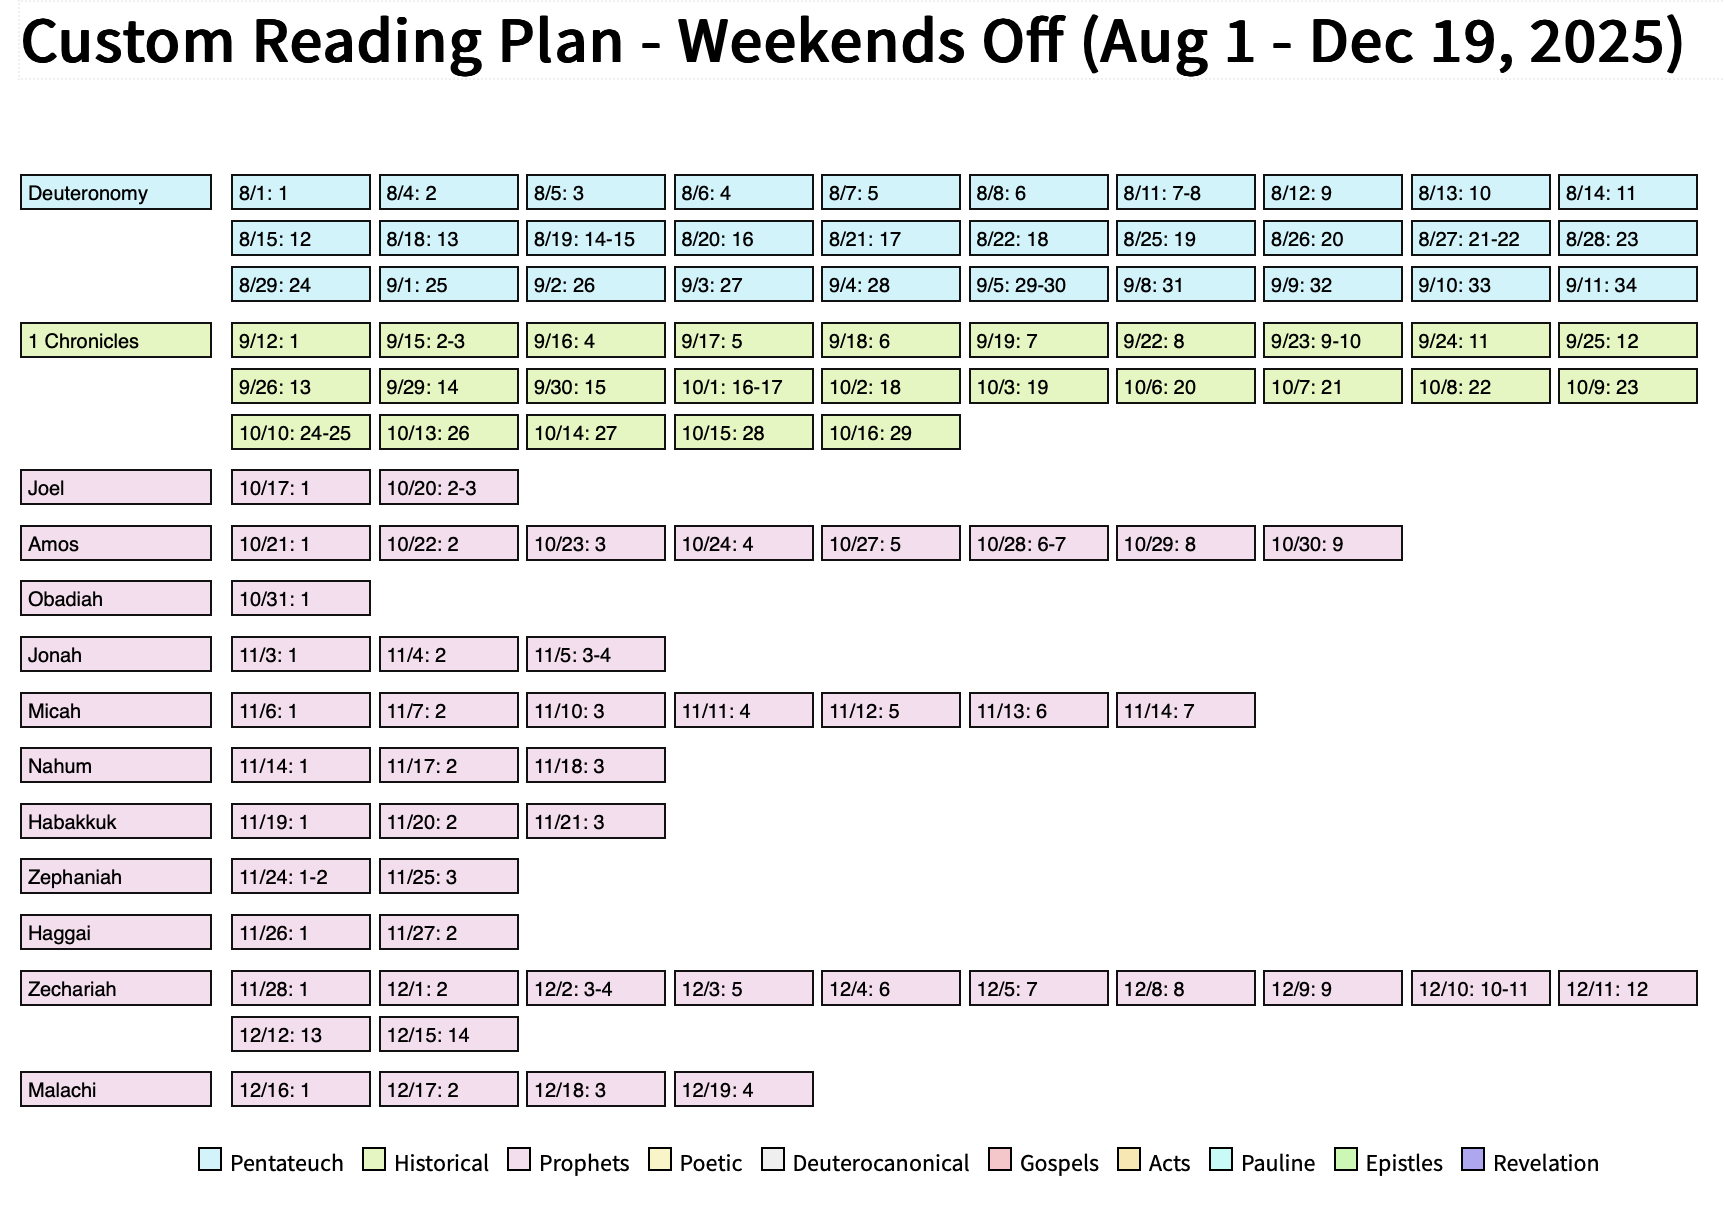 Custom Reading Plan - Weekends Off (Aug 1 - Dec 19, 2025)
Deuteronomy 8/1: 1 8/4: 2 8/5: 3 8/6: 4 8/7: 5 8/8: 6 8/11: 7-8 8/12: 9 8/13: 10 8/14: 11
8/15: 12 8/18: 13 8/19: 14-15 8/20: 16 8/21: 17 8/22: 18 8/25: 19 8/26: 20 8/27: 21-22 8/28: 23
8/29: 24 9/1: 25 9/2: 26 9/3: 27 9/4: 28 9/5: 29-30 9/8: 31 9/9: 32 9/10: 33 9/11: 34
1 Chronicles 9/12: 1 9/15: 2-3 9/16: 4 9/17: 5 9/18: 6 9/19: 7 9/22: 8 9/23: 9-10 9/24: 11 9/25: 12
9/26: 13 9/29: 14 9/30: 15 10/1: 16-17 10/2: 18 10/3: 19 10/6: 20 10/7: 21 10/8: 22 10/9: 23
10/10: 24-25 10/13: 26 10/14: 27 10/15: 28 10/16: 29
Joel 10/17: 1 10/20: 2-3
Amos 10/21: 1 10/22: 2 10/23: 3 10/24: 4 10/27: 5 10/28: 6-7 10/29: 8 10/30: 9
Obadiah 10/31: 1
Jonah 11/3: 1 11/4: 2 11/5: 3-4
Micah 11/6: 1 11/7: 2 11/10: 3 11/11: 4 11/12: 5 11/13: 6 11/14: 7
Nahum 11/14: 1 11/17: 2 11/18: 3
Habakkuk 11/19: 1 11/20: 2 11/21: 3
Zephaniah 11/24: 1-2 11/25: 3
Haggai 11/26: 1 11/27: 2
Zechariah 11/28: 1 12/1: 2 12/2: 3-4 12/3: 5 12/4: 6 12/5: 7 12/8: 8 12/9: 9 12/10: 10-11 12/11: 12
12/12: 13 12/15: 14
Malachi 12/16: 1 12/17: 2 12/18: 3 12/19: 4
Pentateuch Historical Prophets Poetic Deuterocanonical Gospels Acts Pauline Epistles Revelation